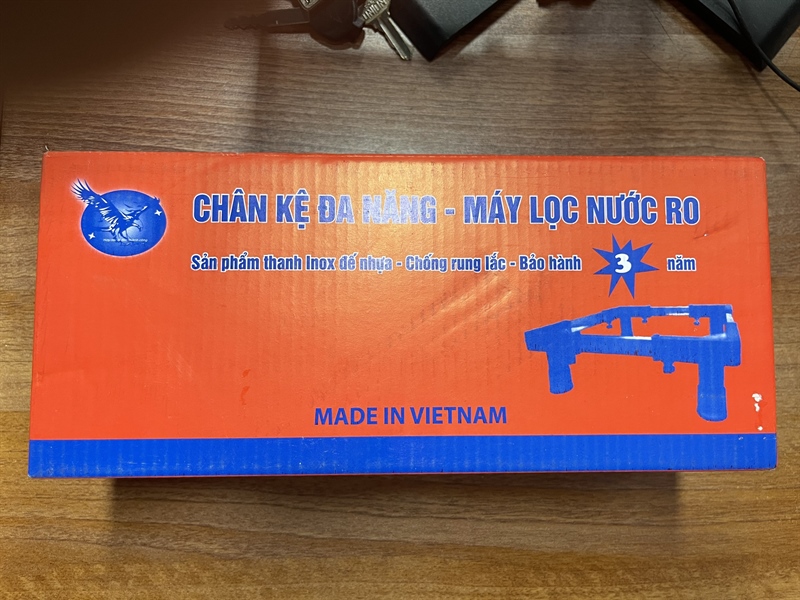 CHÂN KỆ ĐA NĂNG - MÁY LỌC NƯỚC RO
Sản phẩm thanh Inox đế nhựa - Chống rung lắc - Bảo hành 3 năm
MADE IN VIETNAM